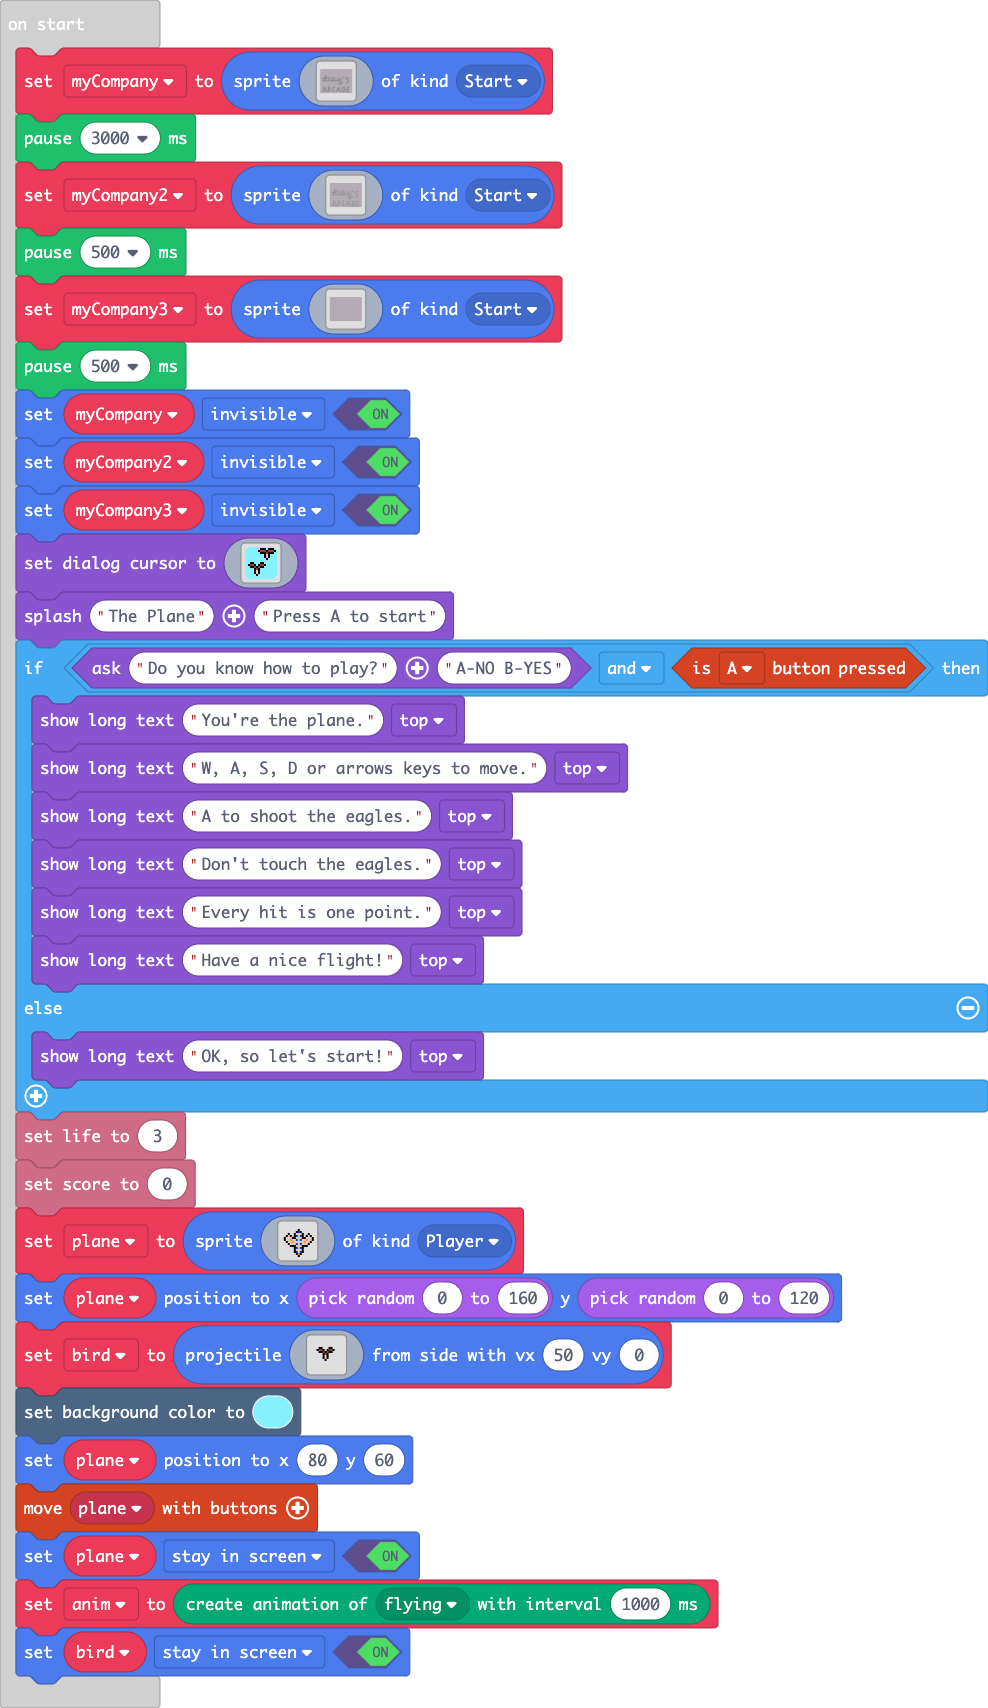 on start
set myCompany to sprite of kind Start
pause 3000 ms
set myCompany2 to sprite of kind Start
pause 500 ms
set myCompany3 to sprite of kind Start
pause 500 ms
set myCompany invisible ON
set myCompany2 invisible ON
set myCompany3 invisible ON
set dialog cursor to
splash "The Plane" "Press A to start"
if ask "Do you know how to play?" "A-NO B-YES" and is A button pressed then
show long text "You're the plane." top
show long text "W, A, S, D or arrows keys to move." top
show long text "A to shoot the eagles." top
show long text "Don't touch the eagles." top
show long text "Every hit is one point." top
show long text "Have a nice flight!" top
else
show long text "OK, so let's start!" top
set life to 3
set score to 0
set plane to sprite of kind Player
set plane position to x pick random 0 to 160 y pick random 0 to 120
set bird to projectile from side with vx 50 vy 0
set background color to
set plane position to x 80 y 60
move plane with buttons
set plane stay in screen ON
set anim to create animation of flying with interval 1000 ms
set bird stay in screen ON